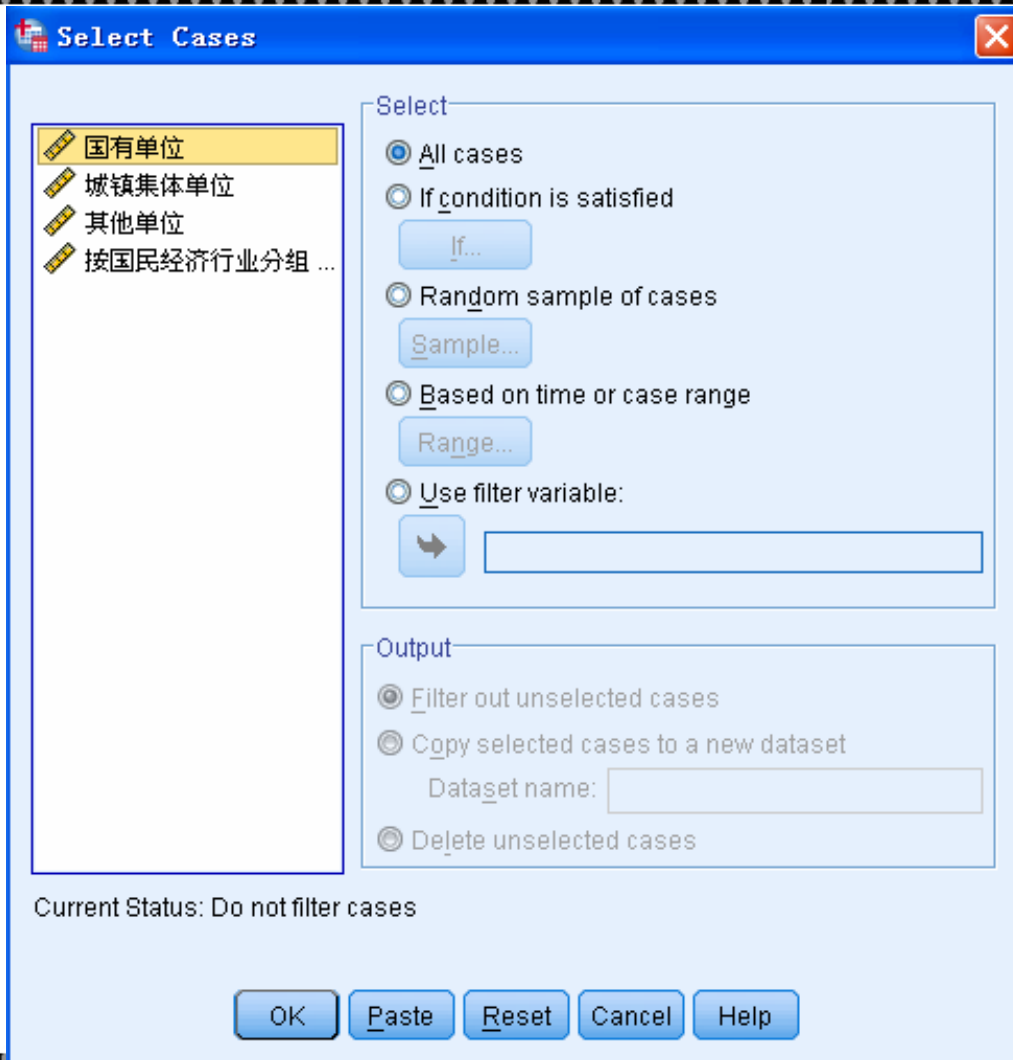 Select Cases
国有单位
城镇集体单位
其他单位
按国民经济行业分组 ...
Select
All cases
If condition is satisfied
If...
Random sample of cases
Sample...
Based on time or case range
Range...
Use filter variable:
Output
Filter out unselected cases
Copy selected cases to a new dataset
Dataset name:
Delete unselected cases
Current Status: Do not filter cases
OK Paste Reset Cancel Help